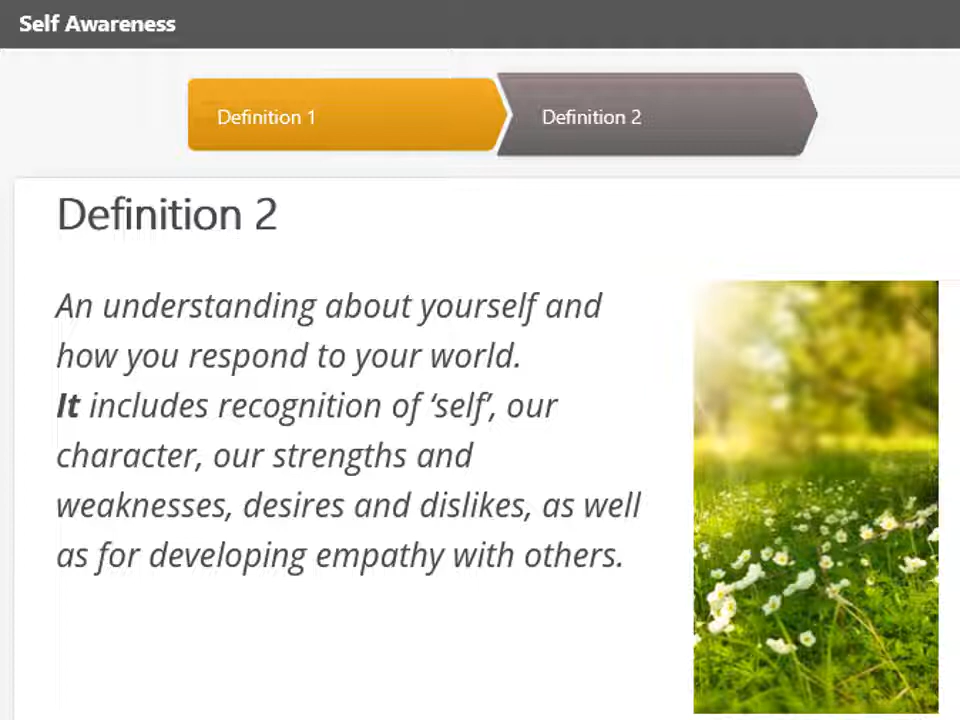 Self Awareness
Definition 1
Definition 2
Definition 2
An understanding about yourself and
how you respond to your world.
It includes recognition of ‘self’, our
character, our strengths and
weaknesses, desires and dislikes, as well
as for developing empathy with others.